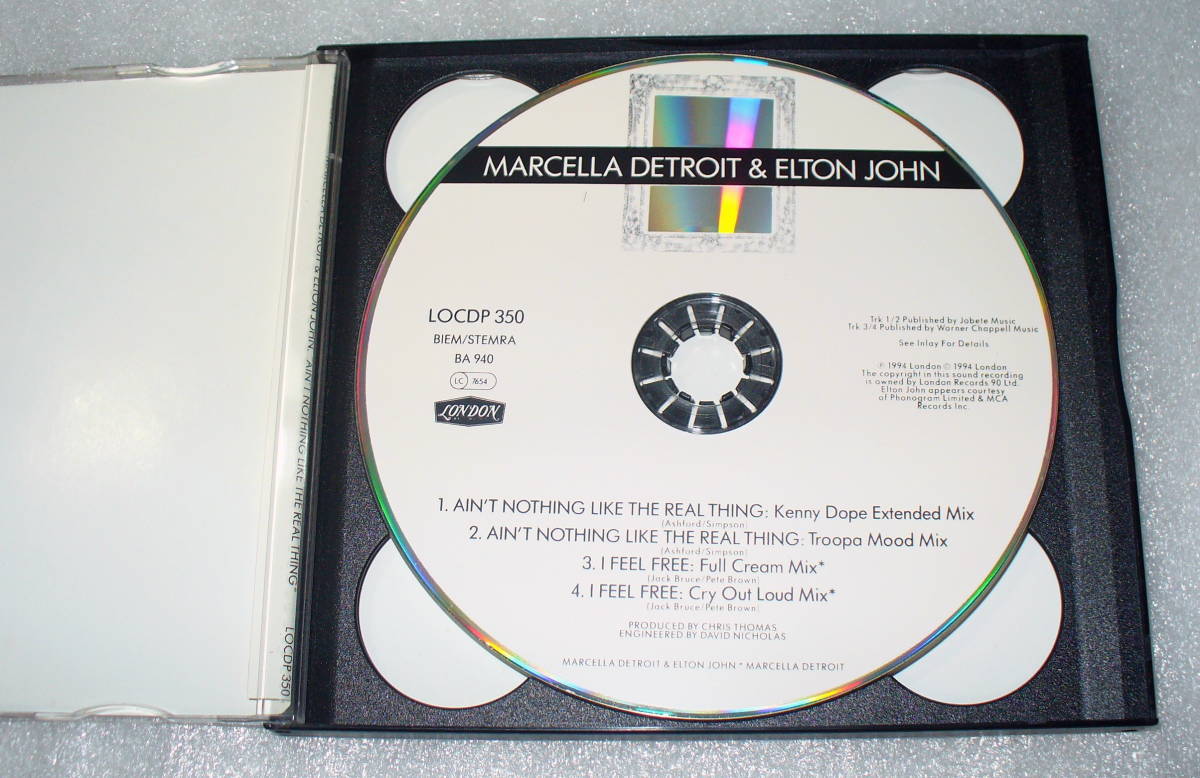 MARCELLA DETROIT & ELTON JOHN
LOCDP 350
BIEM/STEMRA
BA 940
LC 7654
LONDON
Trk 1/2 Published by Jobete Music
Trk 3/4 Published by Warner Chappell Music
See Inlay For Details
℗ 1994 London © 1994 London
The copyright in this sound recording
is owned by London Records 90 Ltd.
Elton John appears courtesy
of Phonogram Limited & MCA
Records Inc.
1. AIN'T NOTHING LIKE THE REAL THING: Kenny Dope Extended Mix
(Ashford/Simpson)
2. AIN'T NOTHING LIKE THE REAL THING: Troopa Mood Mix
(Ashford/Simpson)
3. I FEEL FREE: Full Cream Mix*
(Jack Bruce/Pete Brown)
4. I FEEL FREE: Cry Out Loud Mix*
(Jack Bruce/Pete Brown)
PRODUCED BY CHRIS THOMAS
ENGINEERED BY DAVID NICHOLAS
MARCELLA DETROIT & ELTON JOHN * MARCELLA DETROIT
MARCELLA DETROIT & ELTON JOHN "AIN'T NOTHING LIKE THE REAL THING" LOCDP 350